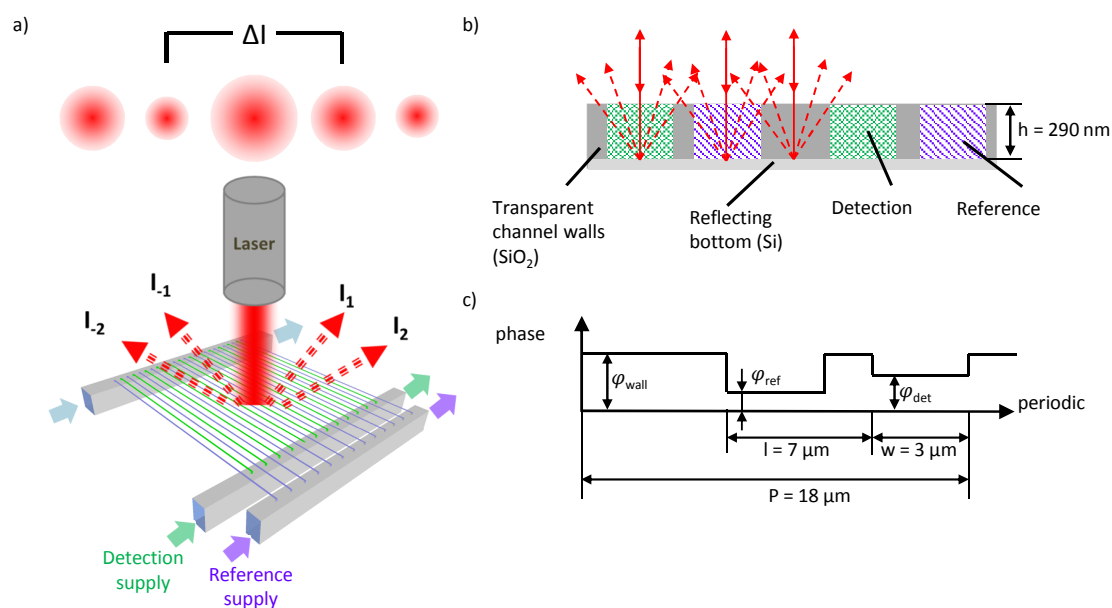 a)
ΔI
Laser
I-2
I-1
I1
I2
Detection
supply
Reference
supply
b)
h = 290 nm
Transparent
channel walls
(SiO2)
Reflecting
bottom (Si)
Detection
Reference
c)
phase
φwall
φref
φdet
periodic
l = 7 µm
w = 3 µm
P = 18 µm